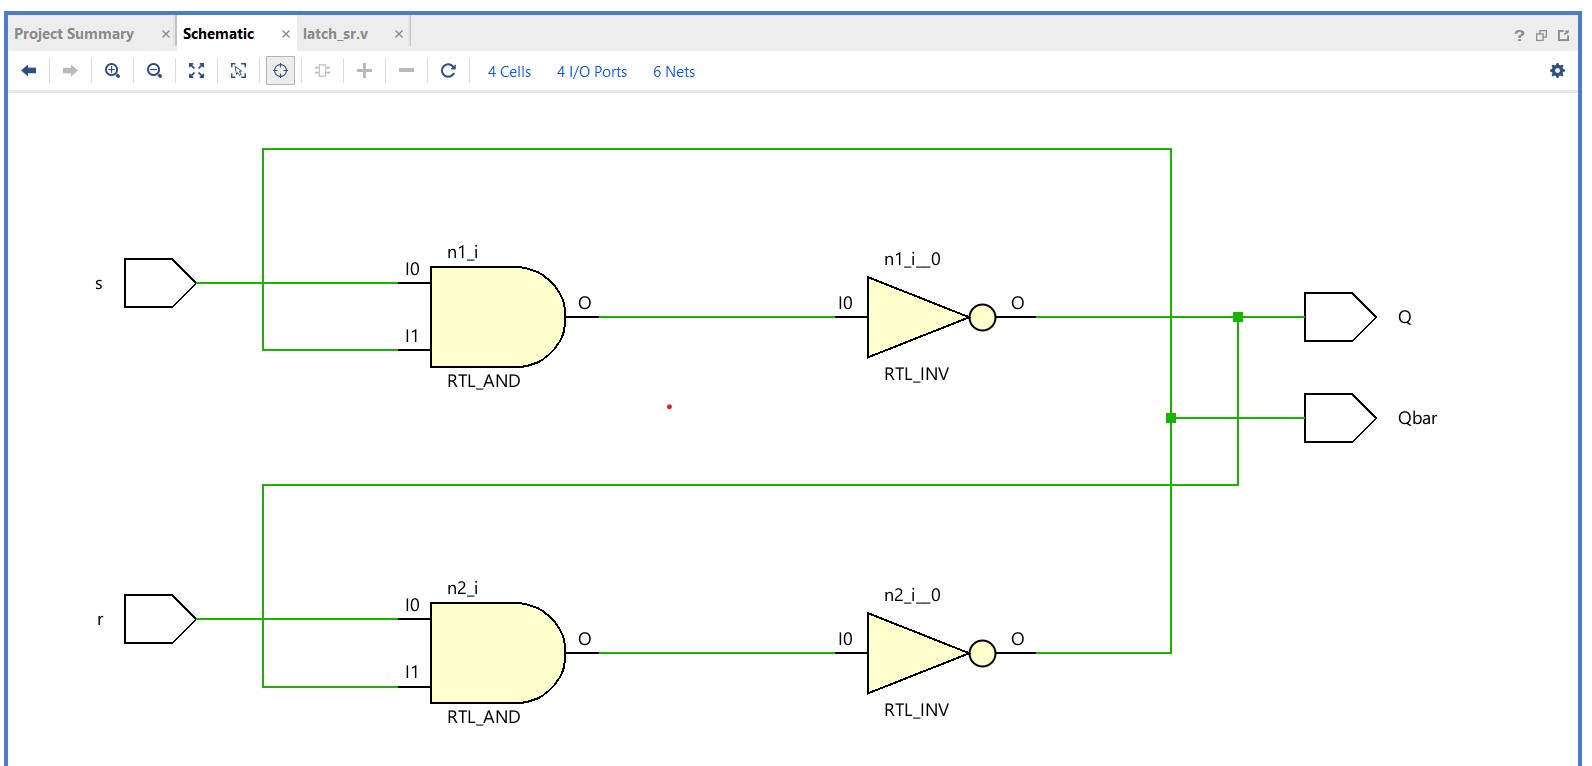 Project Summary × Schematic × latch_sr.v ×
?
4 Cells 4 I/O Ports 6 Nets
n1_i
n1_i__0
s
I0
I1
O
RTL_AND
I0
O
RTL_INV
Q
Qbar
n2_i
n2_i__0
r
I0
I1
O
RTL_AND
I0
O
RTL_INV